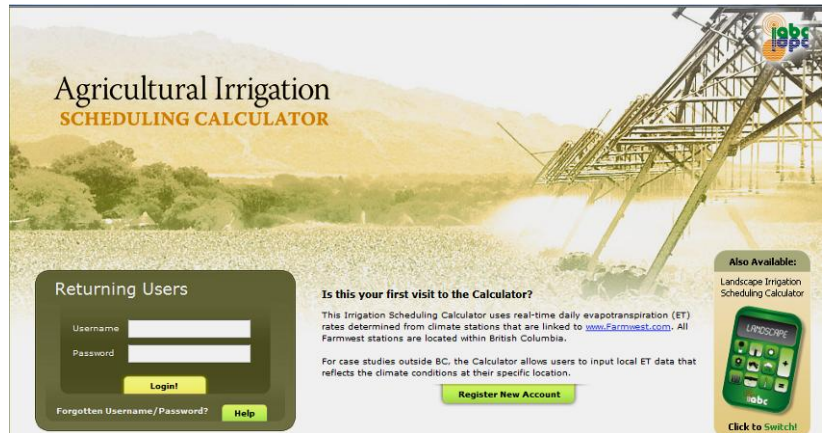 iabc
Agricultural Irrigation
SCHEDULING CALCULATOR
Returning Users
Username
Password
Login!
Forgotten Username/Password?
Help
Is this your first visit to the Calculator?
This Irrigation Scheduling Calculator uses real-time daily evapotranspiration (ET)
rates determined from climate stations that are linked to www.Farmwest.com. All
Farmwest stations are located within British Columbia.
For case studies outside BC, the Calculator allows users to input local ET data that
reflects the climate conditions at their specific location.
Register New Account
Also Available:
Landscape Irrigation
Scheduling Calculator
LANDSCAPE
iabc
Click to Switch!